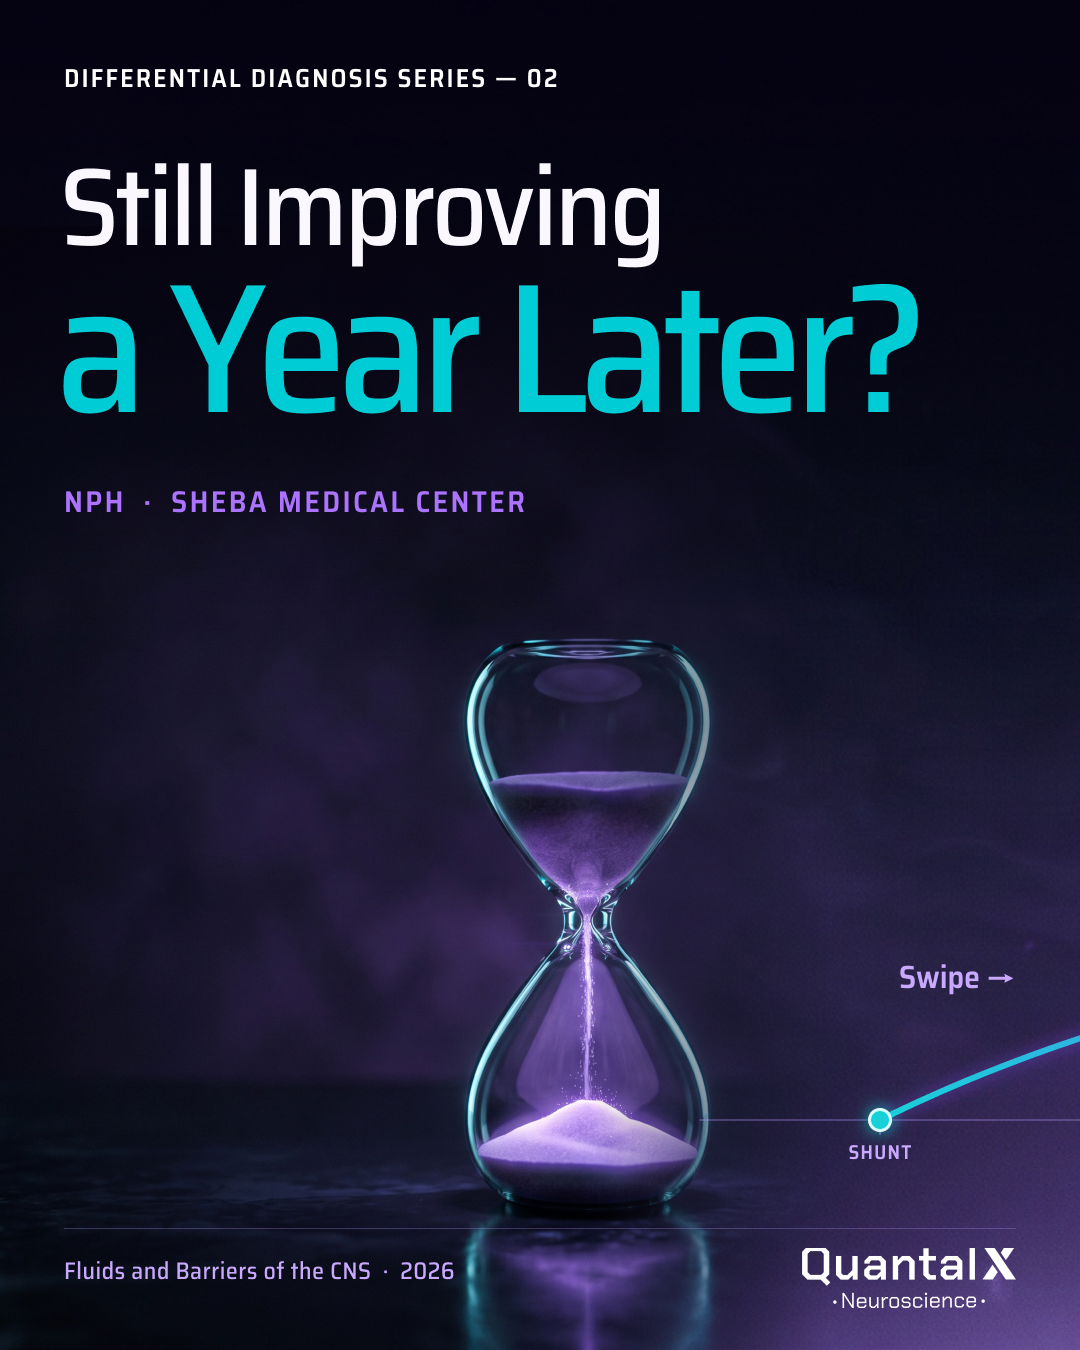 DIFFERENTIAL DIAGNOSIS SERIES — 02
Still Improving
a Year Later?
NPH · SHEBA MEDICAL CENTER
Swipe →
SHUNT
Fluids and Barriers of the CNS · 2026
QuantalX
·Neuroscience·